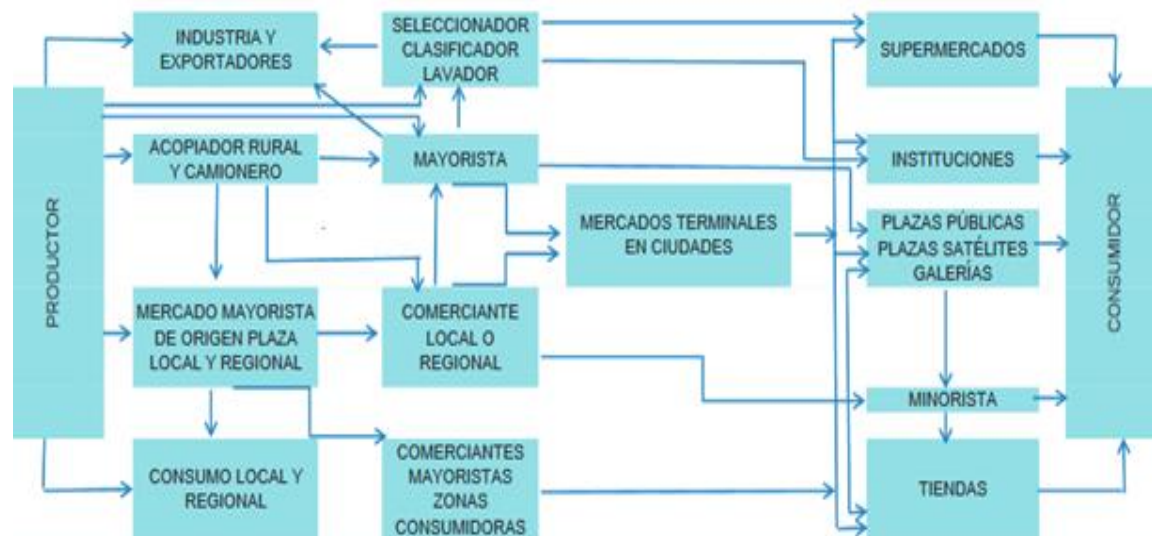 PRODUCTOR
INDUSTRIA Y
EXPORTADORES
ACOPIADOR RURAL
Y CAMIONERO
MERCADO MAYORISTA
DE ORIGEN PLAZA
LOCAL Y REGIONAL
CONSUMO LOCAL Y
REGIONAL
SELECCIONADOR
CLASIFICADOR
LAVADOR
MAYORISTA
COMERCIANTE
LOCAL O
REGIONAL
COMERCIANTES
MAYORISTAS
ZONAS
CONSUMIDORAS
MERCADOS TERMINALES
EN CIUDADES
SUPERMERCADOS
INSTITUCIONES
PLAZAS PÚBLICAS
PLAZAS SATÉLITES
GALERÍAS
MINORISTA
TIENDAS
CONSUMIDOR